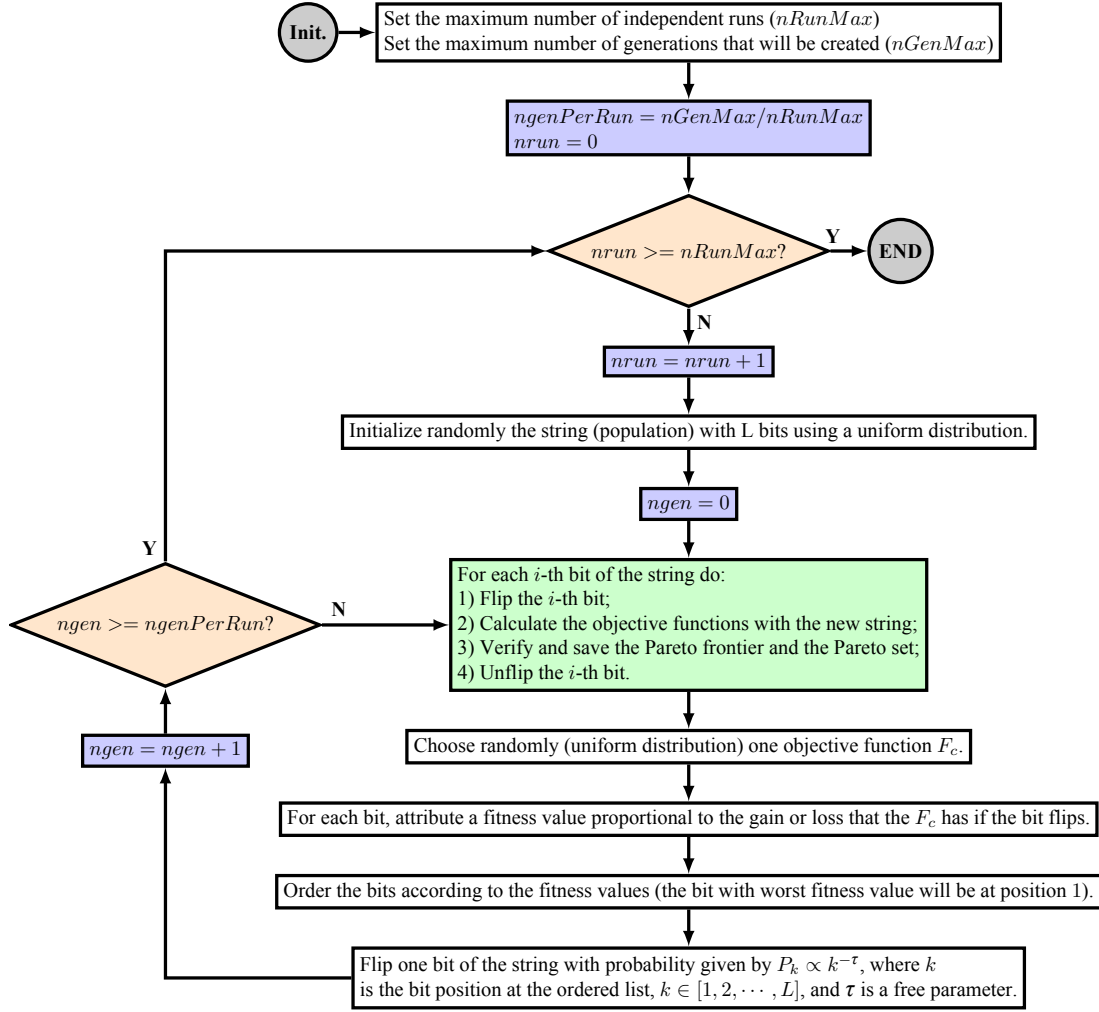 Init.
Set the maximum number of independent runs (nRunMax)
Set the maximum number of generations that will be created (nGenMax)
ngenPerRun = nGenMax/nRunMax
nrun = 0
nrun >= nRunMax?
Y
END
N
nrun = nrun + 1
Initialize randomly the string (population) with L bits using a uniform distribution.
ngen = 0
Y
ngen >= ngenPerRun?
N
For each i-th bit of the string do:
1) Flip the i-th bit;
2) Calculate the objective functions with the new string;
3) Verify and save the Pareto frontier and the Pareto set;
4) Unflip the i-th bit.
ngen = ngen + 1
Choose randomly (uniform distribution) one objective function F_c.
For each bit, attribute a fitness value proportional to the gain or loss that the F_c has if the bit flips.
Order the bits according to the fitness values (the bit with worst fitness value will be at position 1).
Flip one bit of the string with probability given by P_k ∝ k^{-τ}, where k
is the bit position at the ordered list, k ∈ [1, 2, ⋯ , L], and τ is a free parameter.